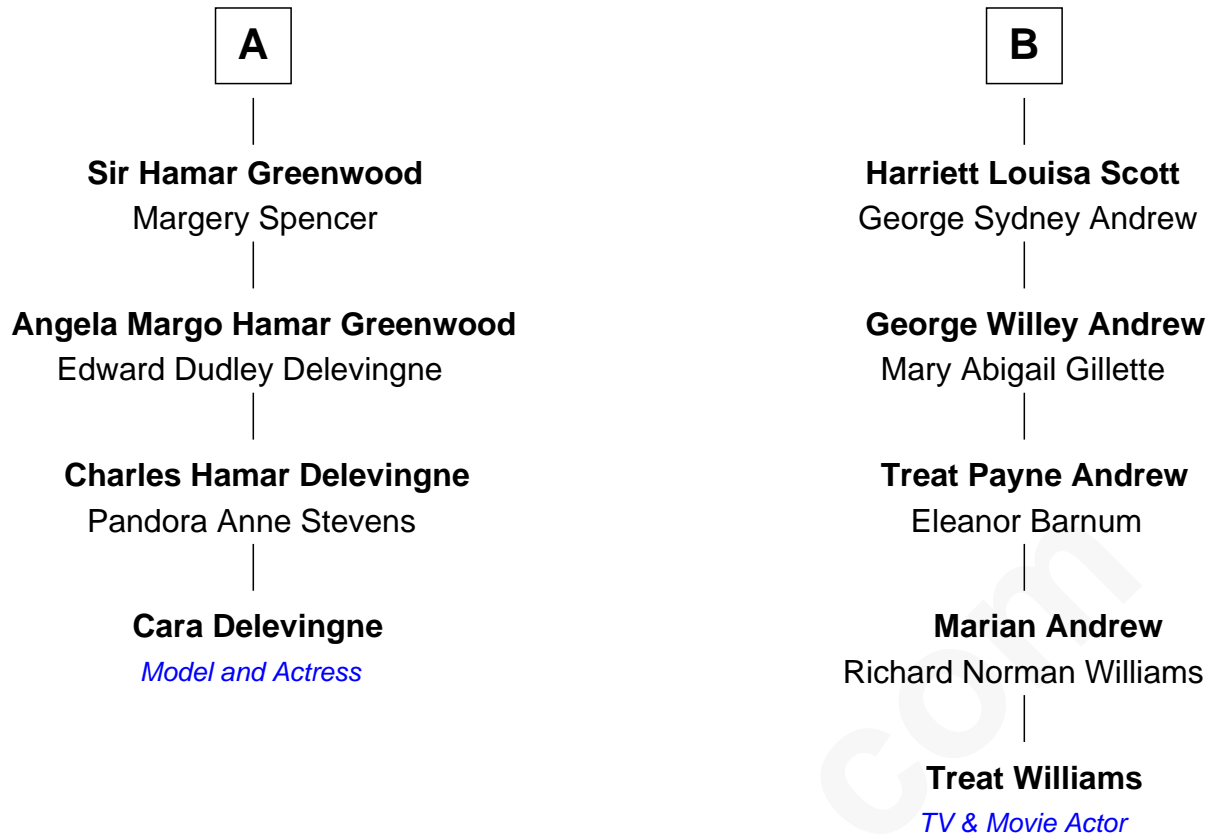 A
Sir Hamar Greenwood
Margery Spencer
Angela Margo Hamar Greenwood
Edward Dudley Delevingne
Charles Hamar Delevingne
Pandora Anne Stevens
Cara Delevingne
Model and Actress
B
Harriett Louisa Scott
George Sydney Andrew
George Willey Andrew
Mary Abigail Gillette
Treat Payne Andrew
Eleanor Barnum
Marian Andrew
Richard Norman Williams
Treat Williams
TV & Movie Actor
com